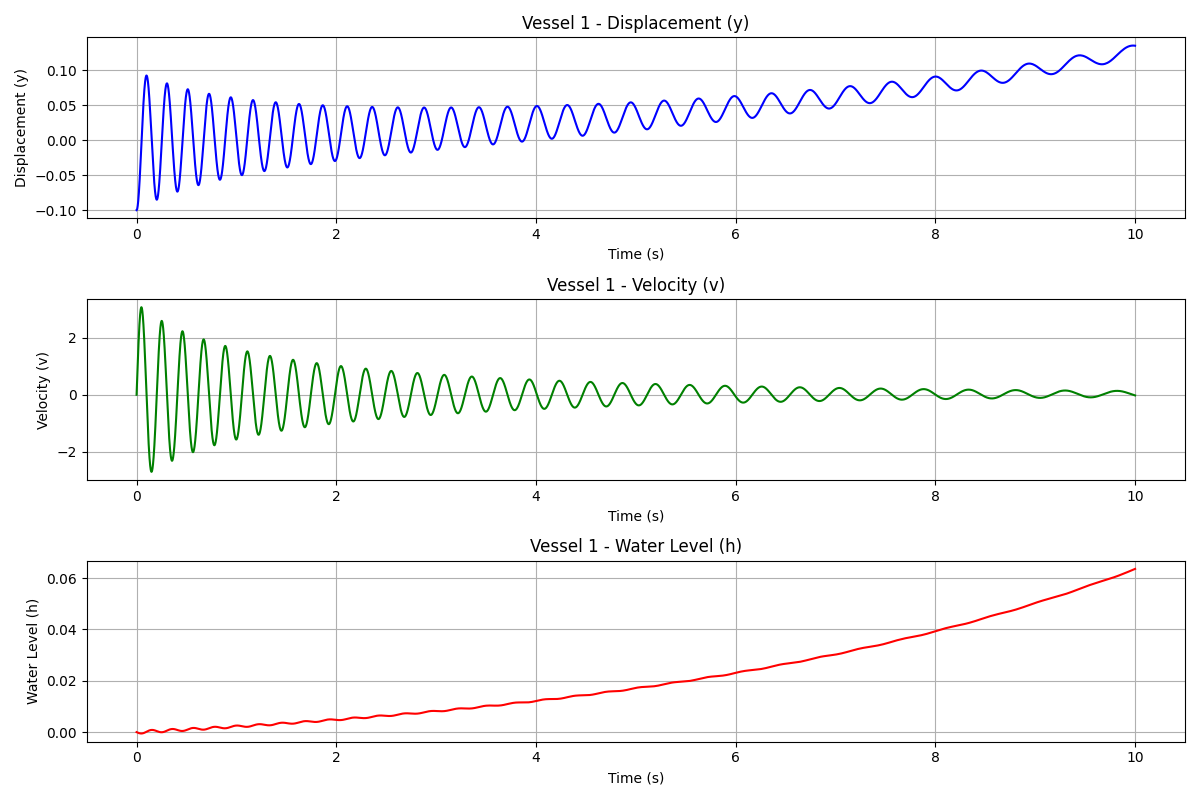 Vessel 1 - Displacement (y)
Displacement (y)
0.10
0.05
0.00
−0.05
−0.10
0 2 4 6 8 10
Time (s)
Vessel 1 - Velocity (v)
Velocity (v)
2
0
−2
0 2 4 6 8 10
Time (s)
Vessel 1 - Water Level (h)
Water Level (h)
0.06
0.04
0.02
0.00
0 2 4 6 8 10
Time (s)